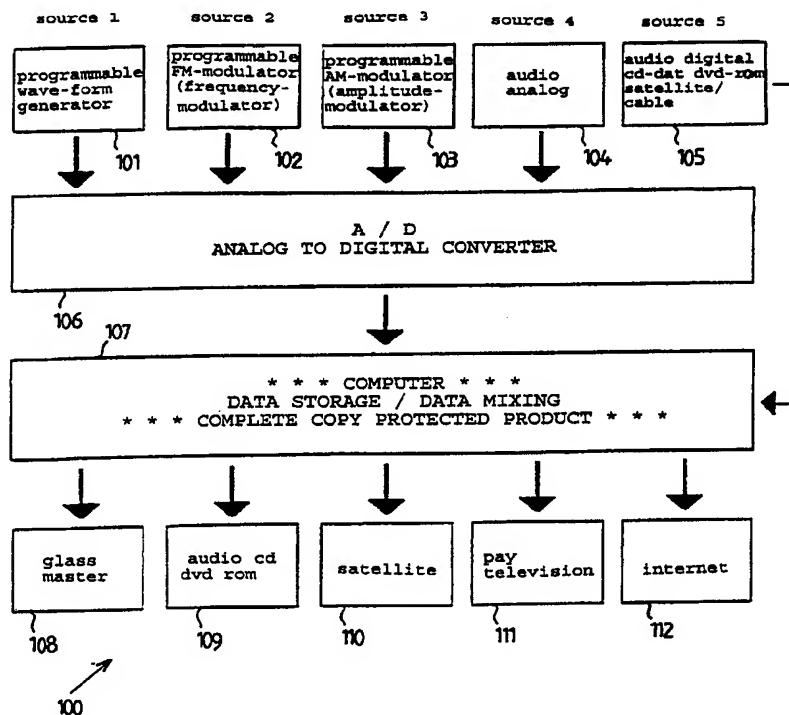 source 1
source 2
source 3
source 4
source 5
programmable
wave-form
generator
programmable
FM-modulator
(frequency-
modulator)
programmable
AM-modulator
(amplitude-
modulator)
audio
analog
audio digital
cd-dat dvd-rom
satellite/
cable
101
102
103
104
105
A / D
ANALOG TO DIGITAL CONVERTER
106
107
* * * COMPUTER * * *
DATA STORAGE / DATA MIXING
* * * COMPLETE COPY PROTECTED PRODUCT * * *
glass
master
audio cd
dvd rom
satellite
pay
television
internet
108
109
110
111
112
100